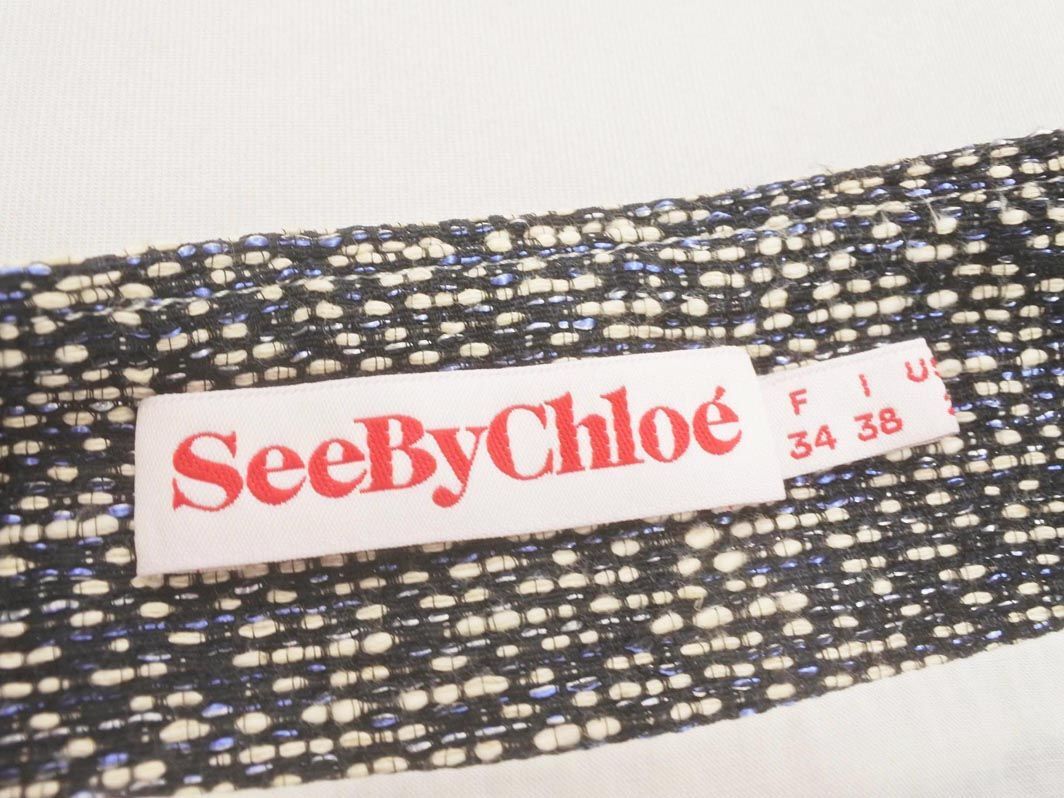 SeeByChloé
F I US
34 38